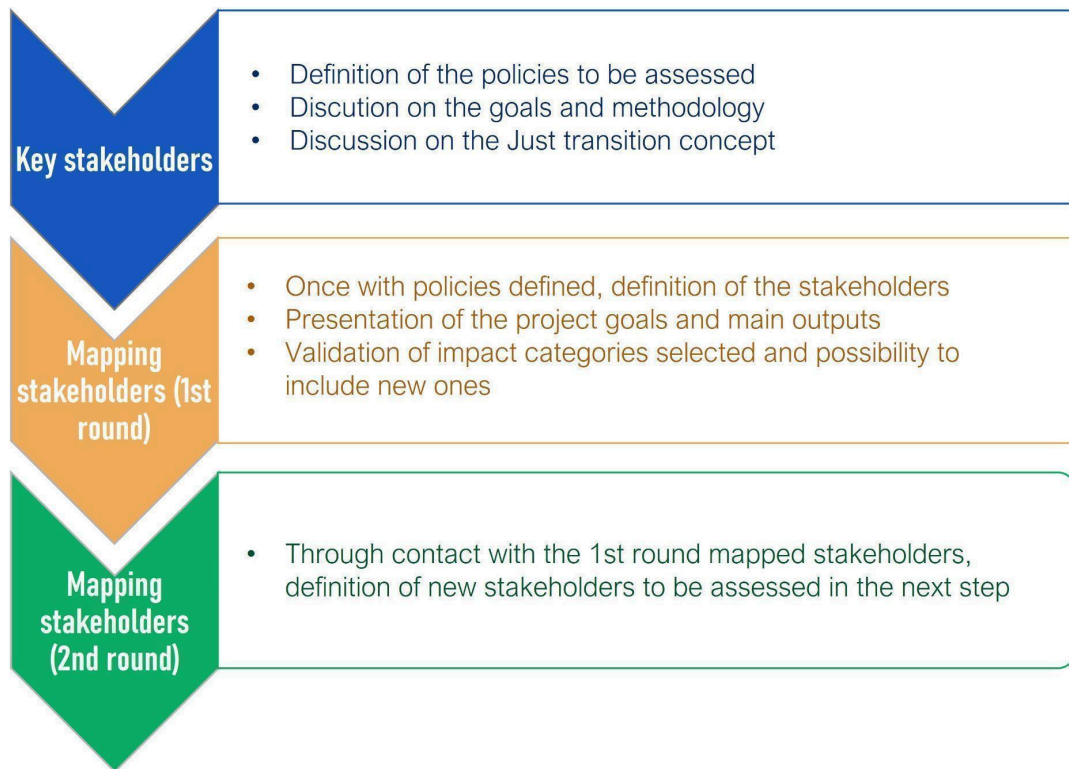 Key stakeholders
• Definition of the policies to be assessed
• Discution on the goals and methodology
• Discussion on the Just transition concept
Mapping
stakeholders (1st
round)
• Once with policies defined, definition of the stakeholders
• Presentation of the project goals and main outputs
• Validation of impact categories selected and possibility to
include new ones
Mapping
stakeholders
(2nd round)
• Through contact with the 1st round mapped stakeholders,
definition of new stakeholders to be assessed in the next step